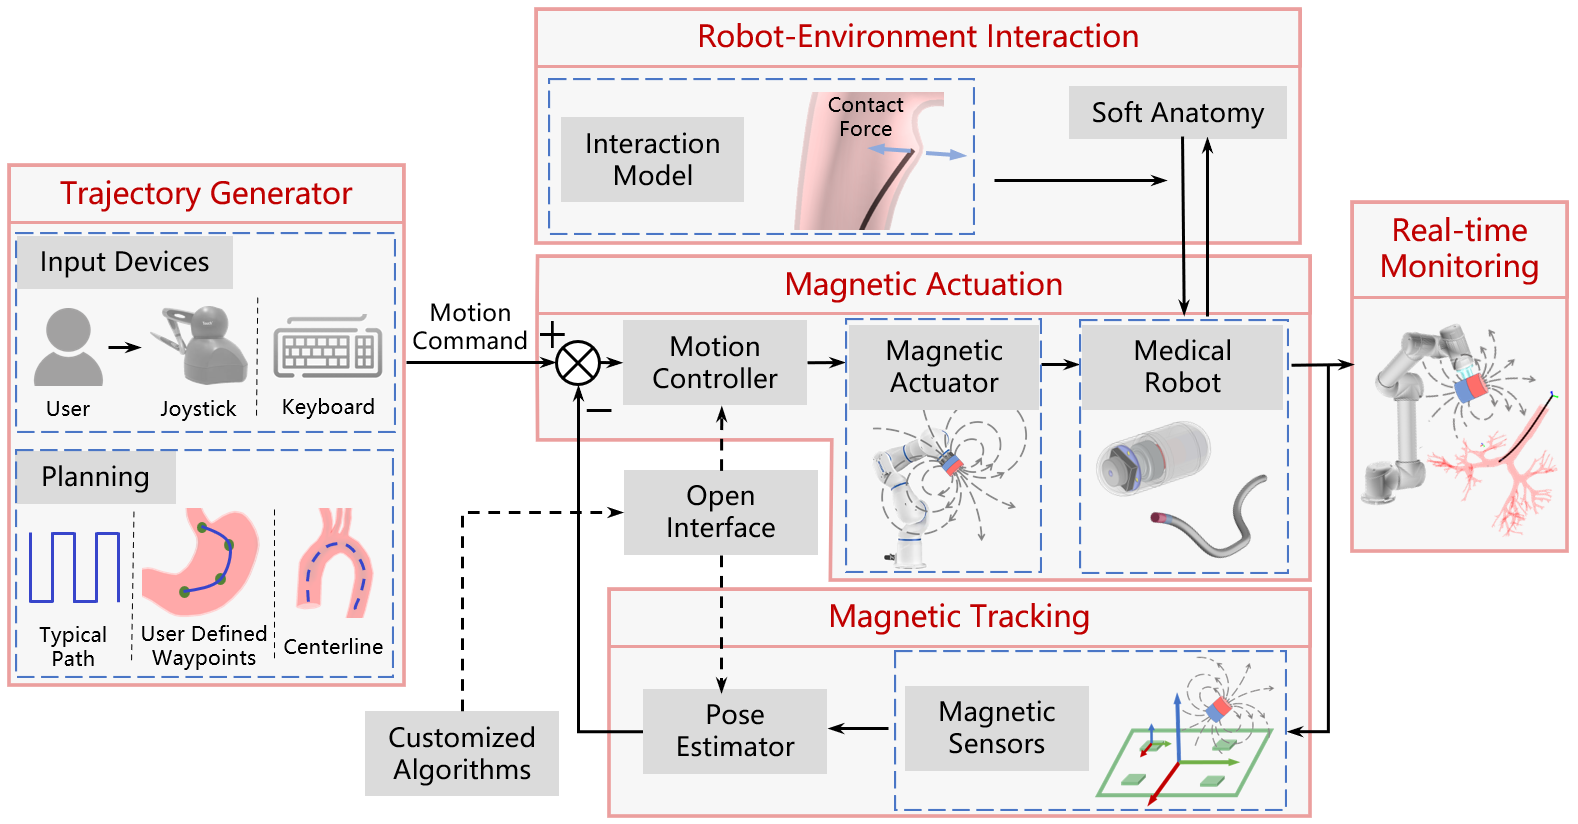 Robot-Environment Interaction
Interaction
Model
Contact
Force
Soft Anatomy
Trajectory Generator
Input Devices
User
Joystick
Keyboard
Planning
Typical
Path
User Defined
Waypoints
Centerline
Motion
Command
Magnetic Actuation
+
−
Motion
Controller
Magnetic
Actuator
Medical
Robot
Real-time
Monitoring
Open
Interface
Customized
Algorithms
Magnetic Tracking
Pose
Estimator
Magnetic
Sensors